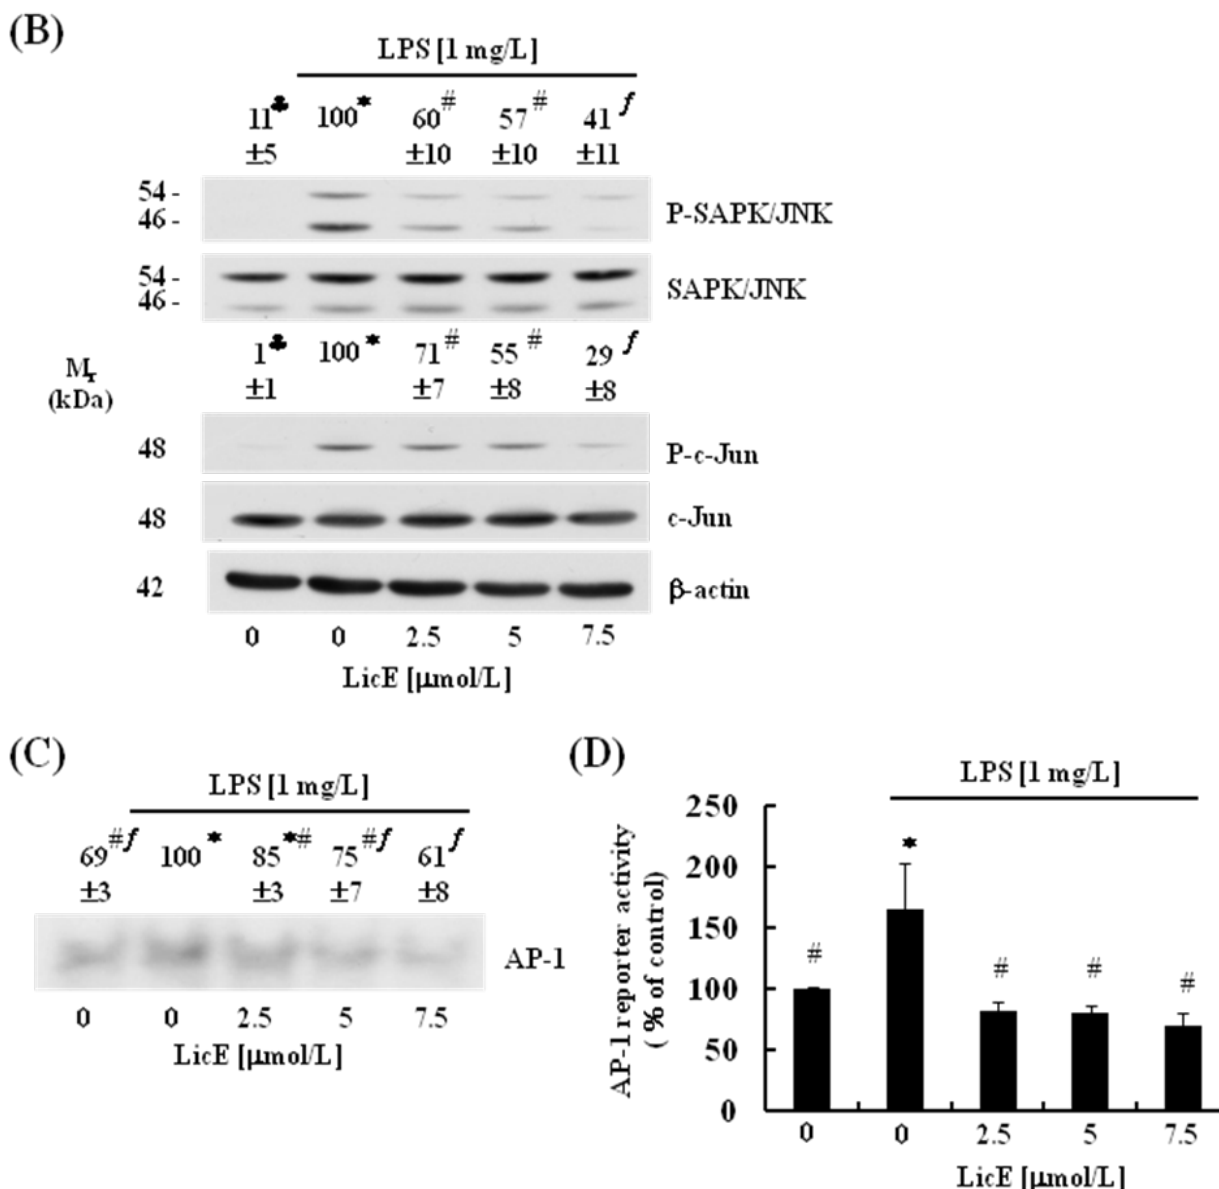 (B)
LPS [1 mg/L]
11♣ 100* 60# 57# 41ƒ
±5 ±10 ±10 ±11
54 -
46 -
P-SAPK/JNK
54 -
46 -
SAPK/JNK
1♣ 100* 71# 55# 29ƒ
±1 ±7 ±8 ±8
Mr
(kDa)
48 P-c-Jun
48 c-Jun
42 β-actin
0 0 2.5 5 7.5
LicE [μmol/L]
(C)
LPS [1 mg/L]
69#ƒ 100* 85*# 75#ƒ 61ƒ
±3 ±3 ±7 ±8
AP-1
0 0 2.5 5 7.5
LicE [μmol/L]
(D)
LPS [1 mg/L]
AP-1 reporter activity
( % of control)
250
200
150
100
50
0
# * # # #
0 0 2.5 5 7.5
LicE [μmol/L]